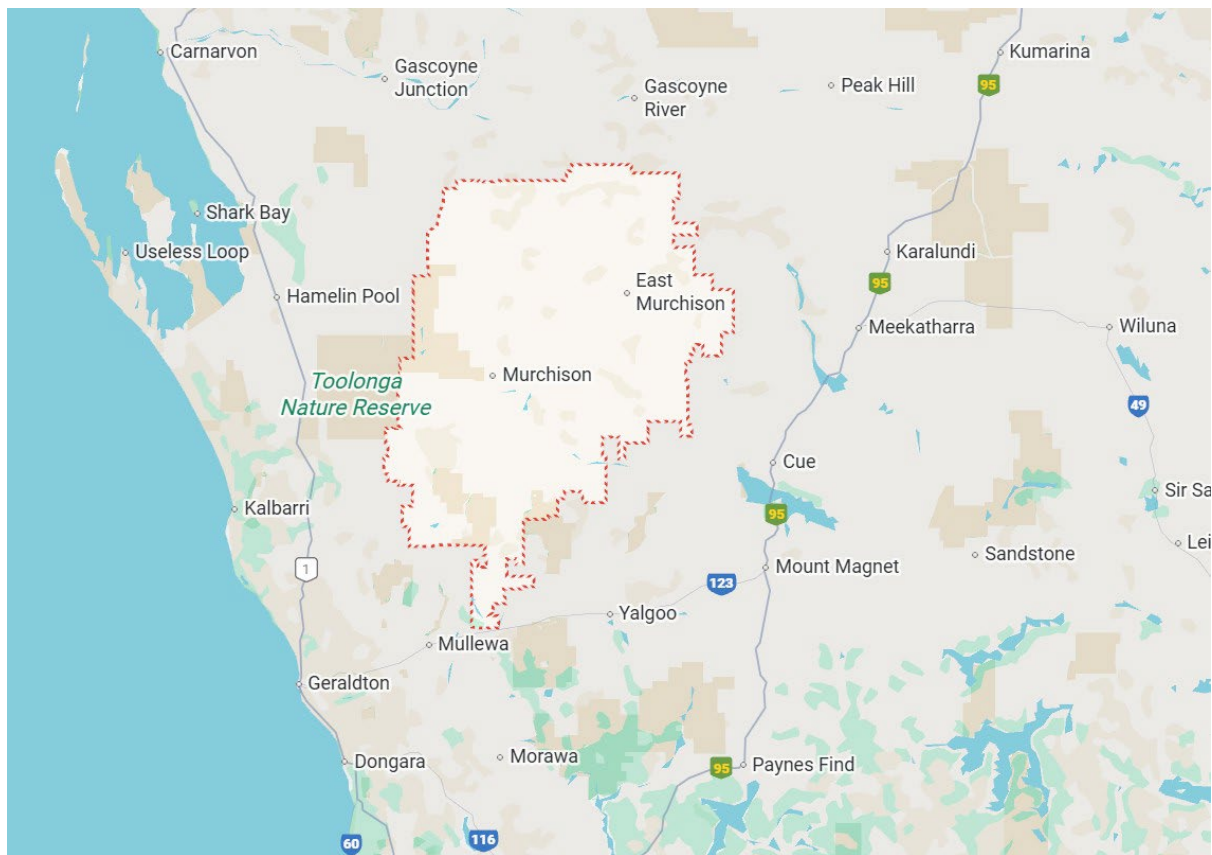 Carnarvon
Kumarina
Gascoyne
Junction
Gascoyne
River
Peak Hill
95
Shark Bay
Useless Loop
Karalundi
East
Murchison
95
Hamelin Pool
Meekatharra
Wiluna
Murchison
Toolonga
Nature Reserve
49
Cue
Sir Sa
Kalbarri
95
Lei
Sandstone
1
Mount Magnet
123
Yalgoo
Mullewa
Geraldton
Morawa
Dongara
95
Paynes Find
60
116